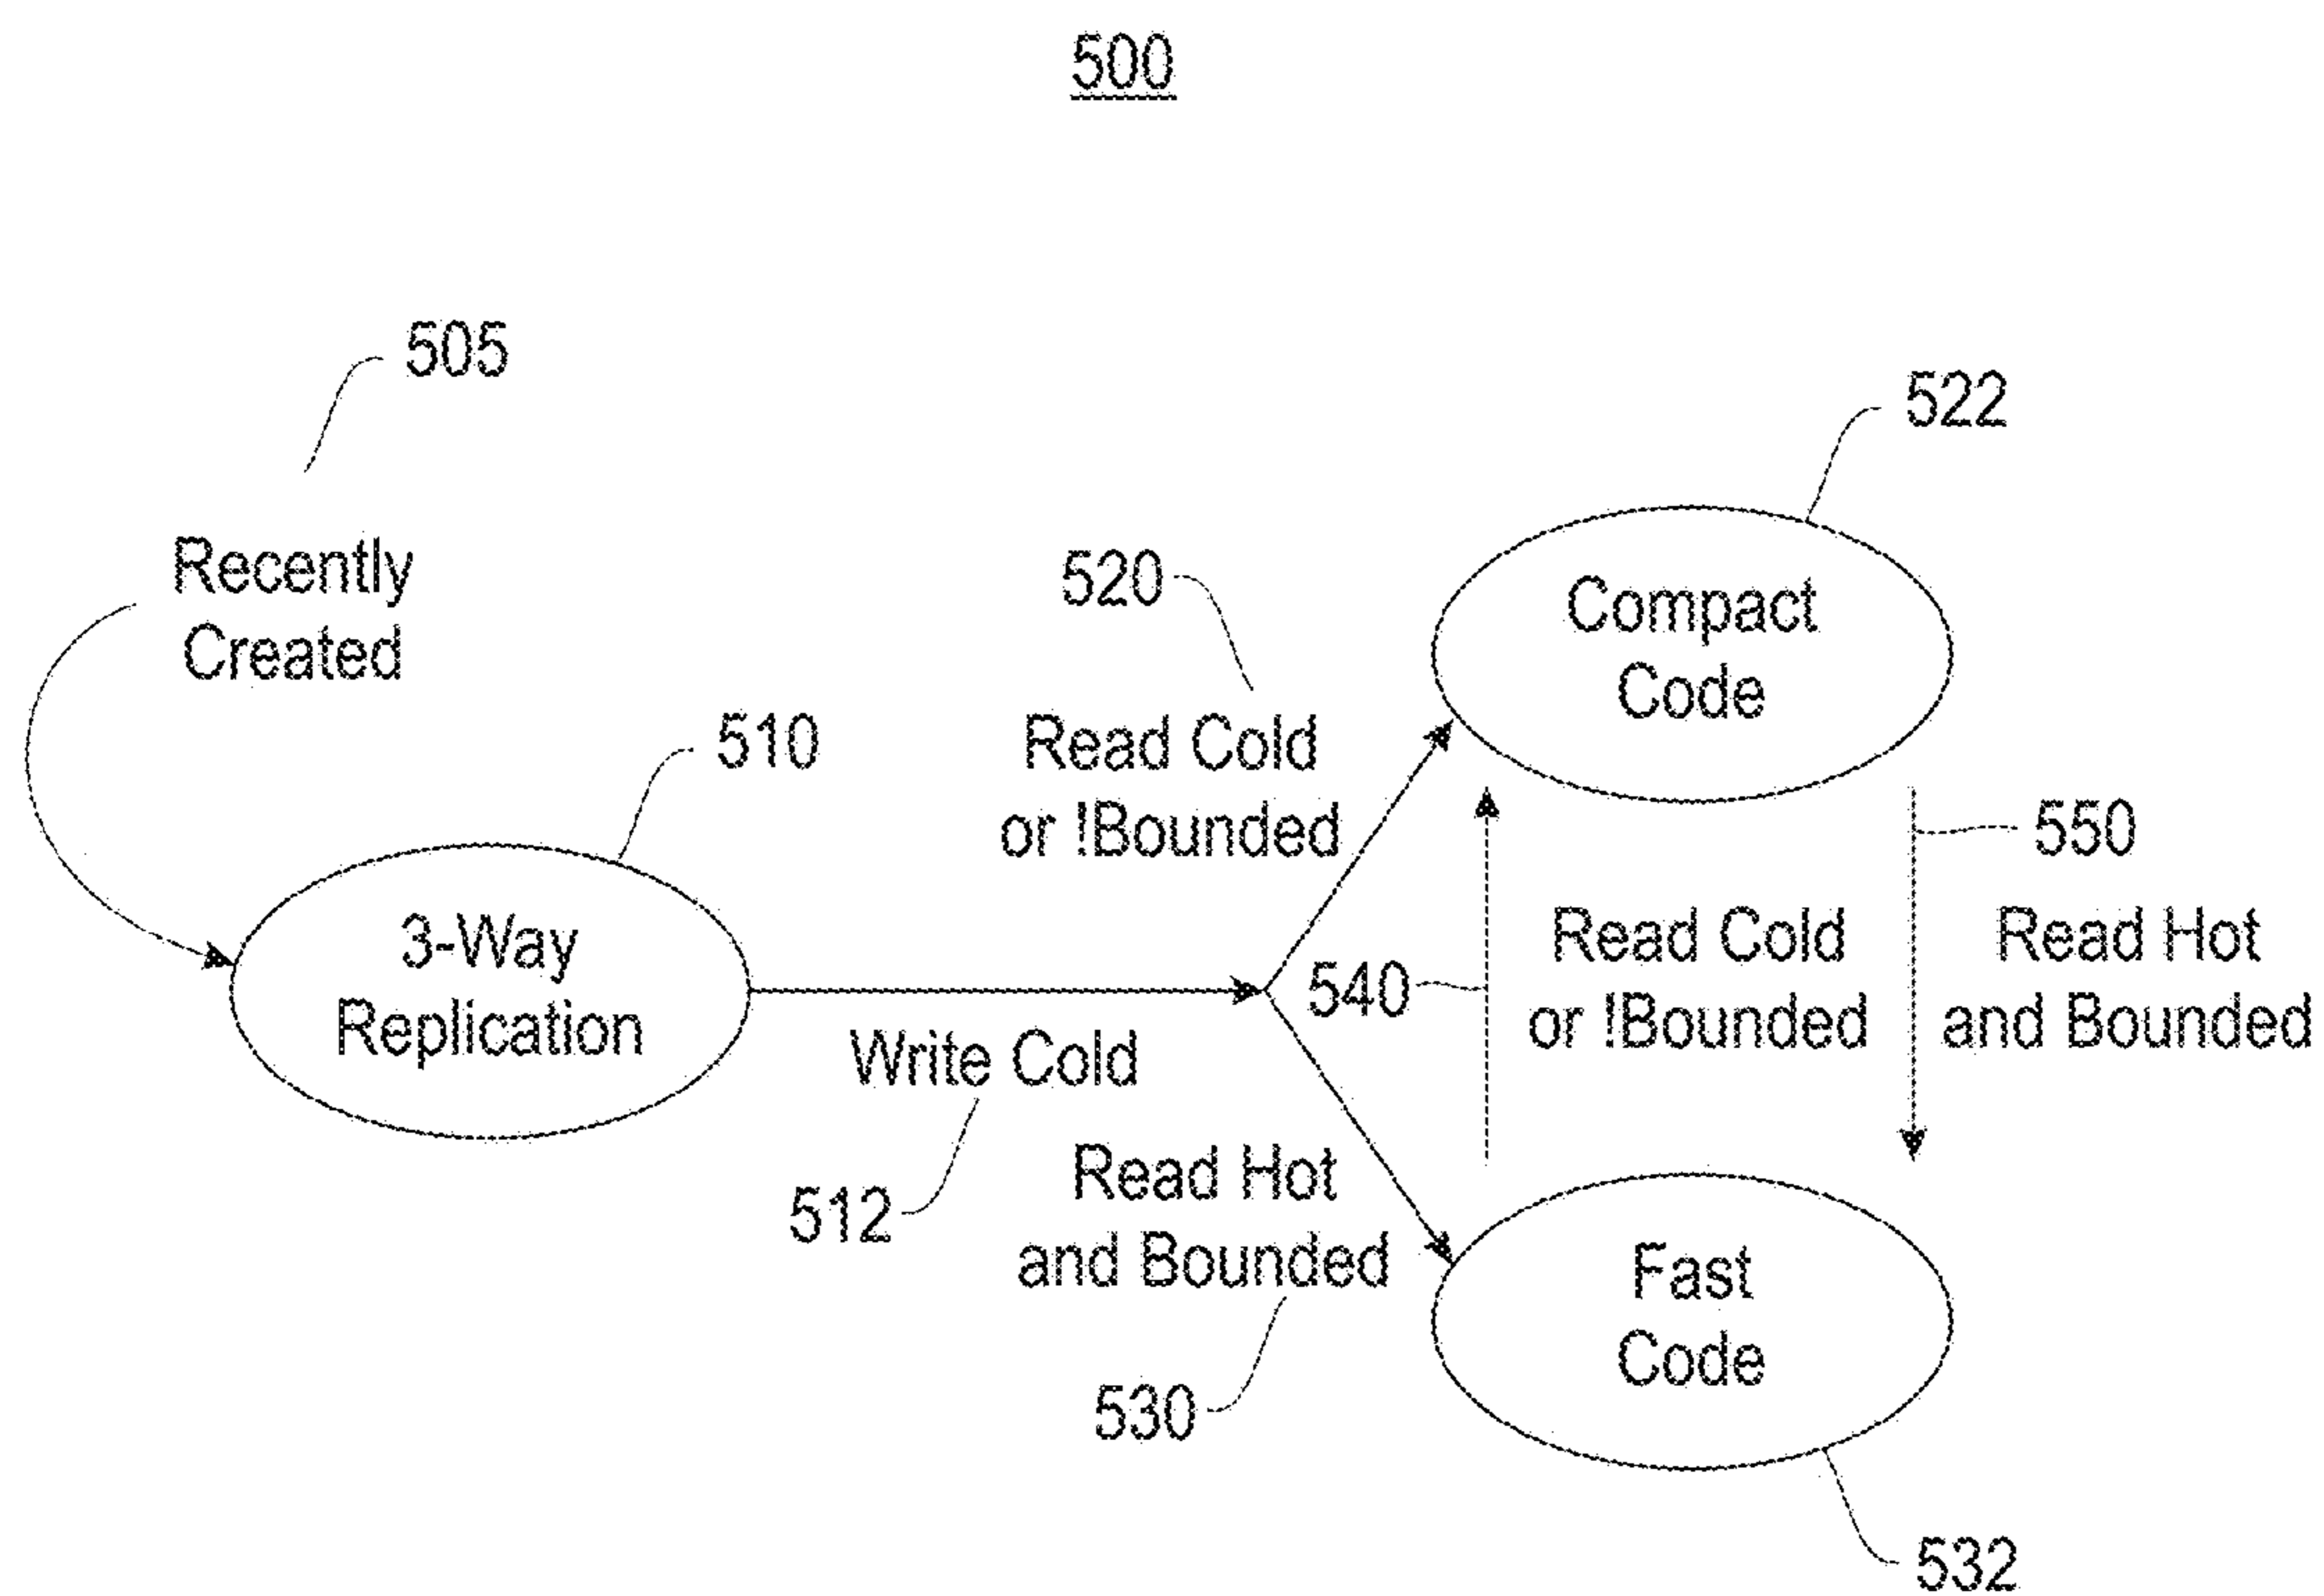 500
505
Recently
Created
510
3-Way
Replication
Write Cold
512
520
Read Cold
or !Bounded
Read Hot
and Bounded
530
522
Compact
Code
540
Read Cold
or !Bounded
550
Read Hot
and Bounded
Fast
Code
532